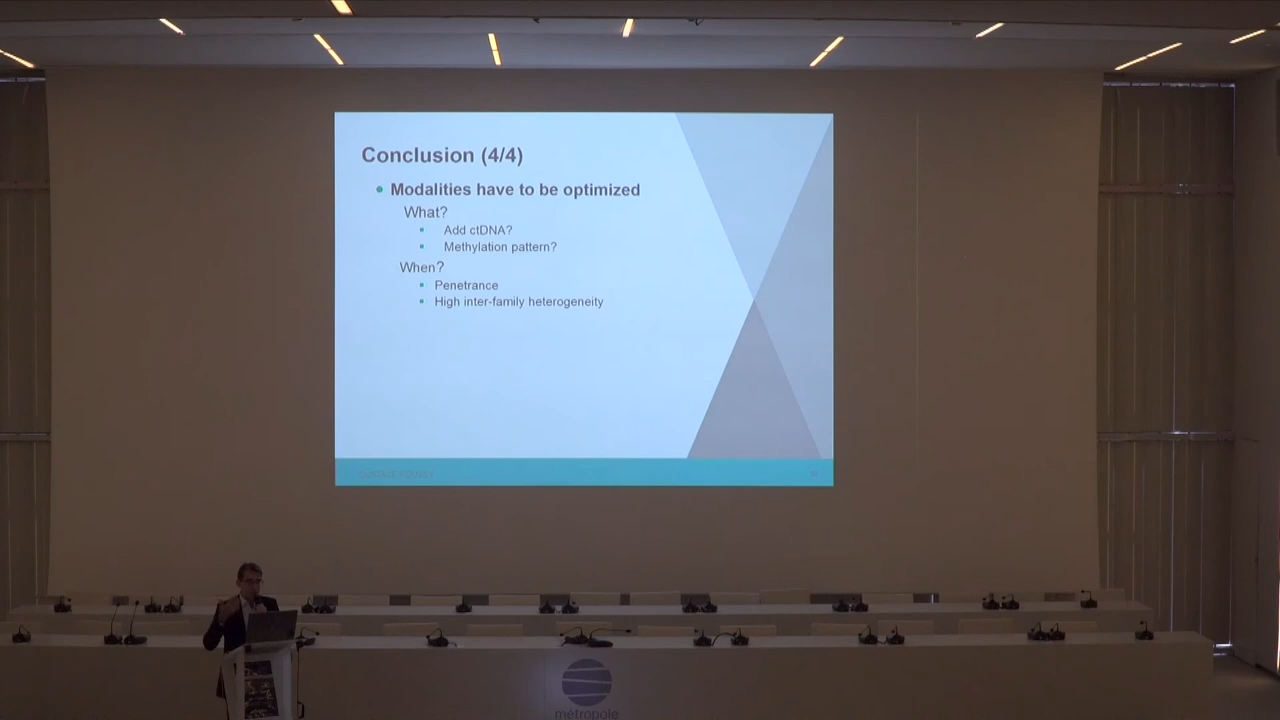 Conclusion (4/4)
Modalities have to be optimized
What?
Add ctDNA?
Methylation pattern?
When?
Penetrance
High inter-family heterogeneity
métropole